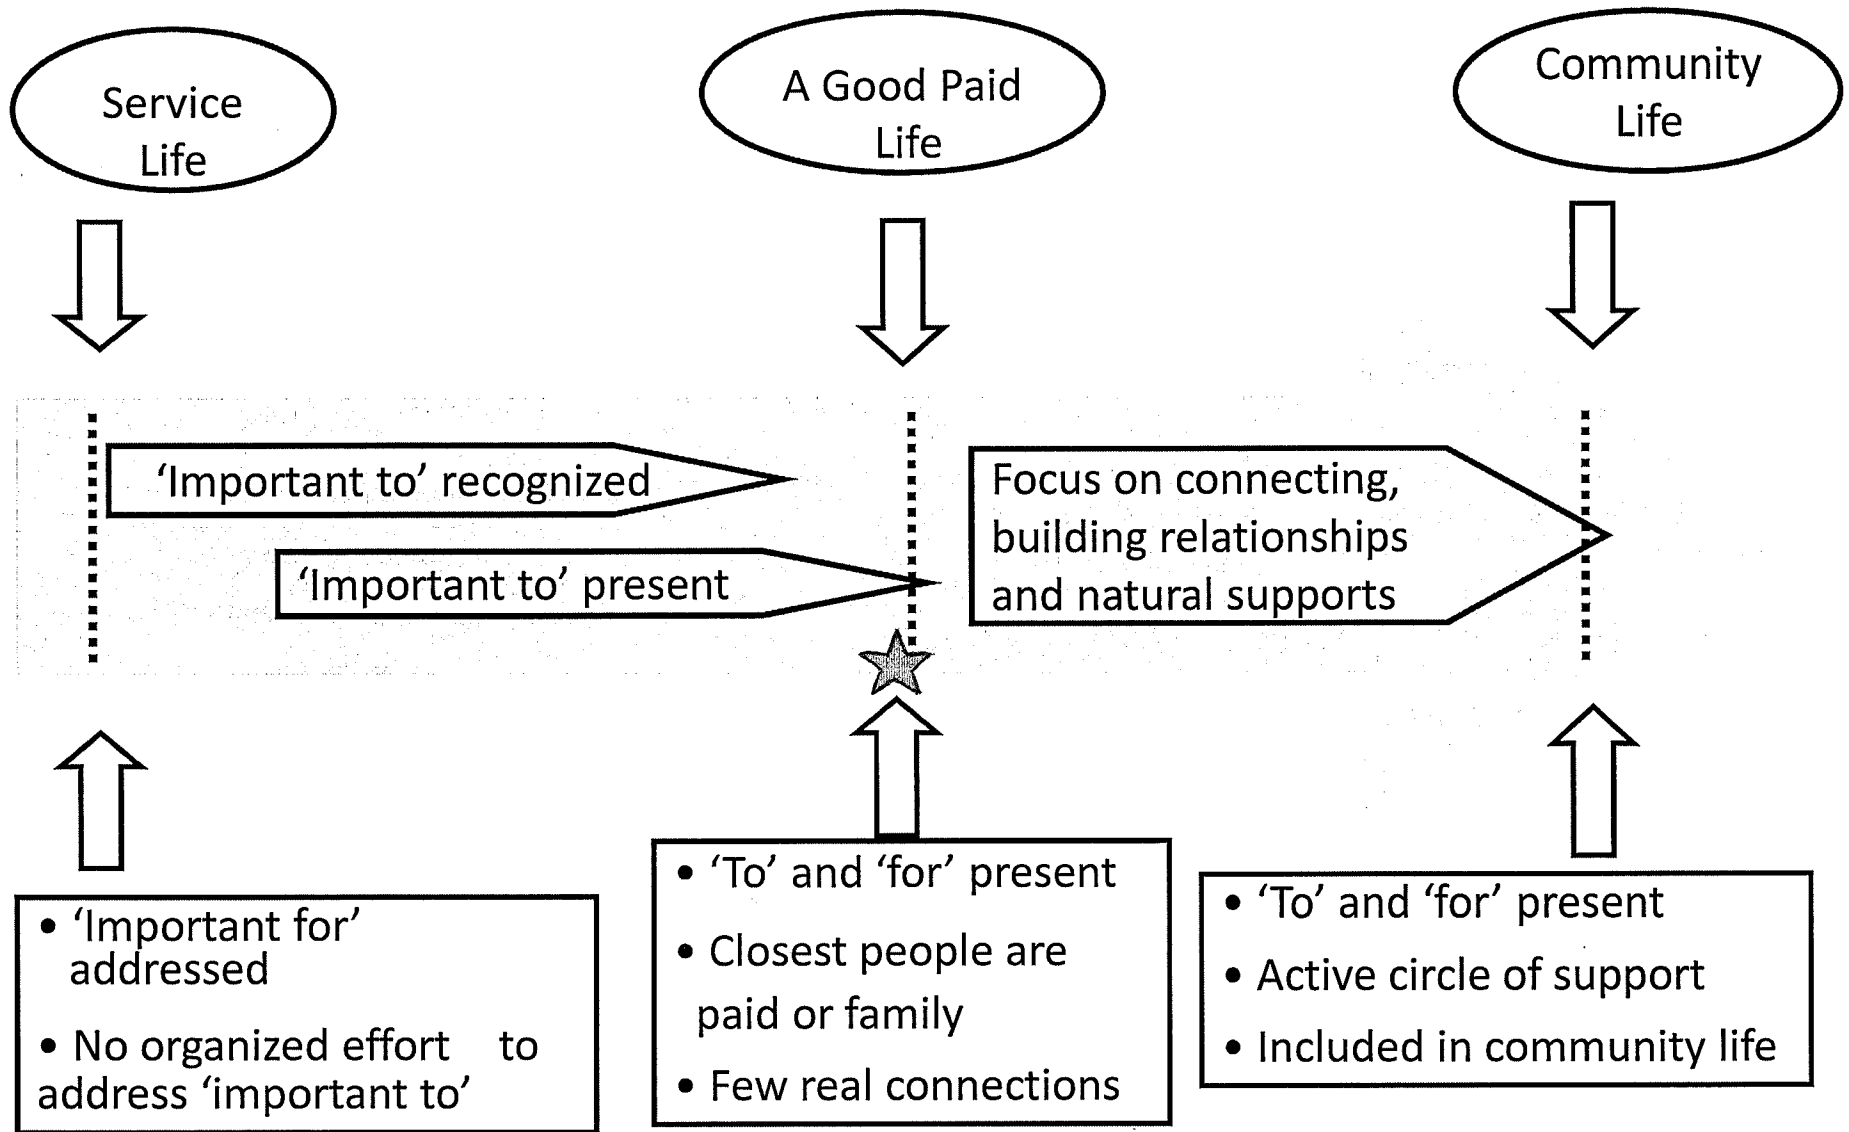 Service
Life
A Good Paid
Life
Community
Life
‘Important to’ recognized
‘Important to’ present
Focus on connecting,
building relationships
and natural supports
• ‘Important for’
addressed
• No organized effort to
address ‘important to’
• ‘To’ and ‘for’ present
• Closest people are
paid or family
• Few real connections
• ‘To’ and ‘for’ present
• Active circle of support
• Included in community life